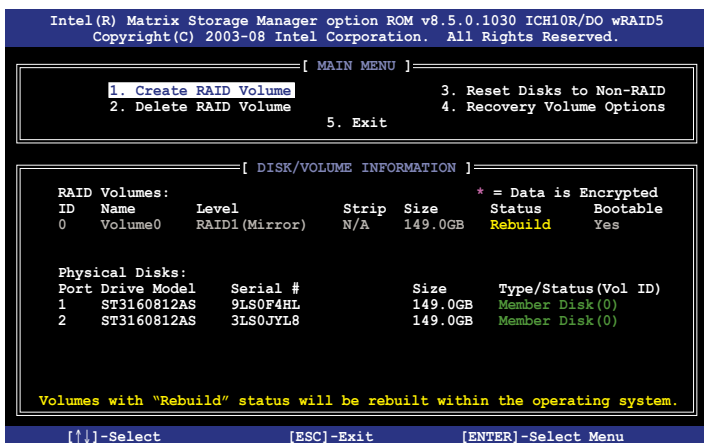 Intel(R) Matrix Storage Manager option ROM v8.5.0.1030 ICH10R/DO wRAID5
Copyright(C) 2003-08 Intel Corporation. All Rights Reserved.
[ MAIN MENU ]
1. Create RAID Volume 3. Reset Disks to Non-RAID
2. Delete RAID Volume 4. Recovery Volume Options
5. Exit
[ DISK/VOLUME INFORMATION ]
RAID Volumes: * = Data is Encrypted
ID Name Level Strip Size Status Bootable
0 Volume0 RAID1(Mirror) N/A 149.0GB Rebuild Yes
Physical Disks:
Port Drive Model Serial # Size Type/Status(Vol ID)
1 ST3160812AS 9LS0F4HL 149.0GB Member Disk(0)
2 ST3160812AS 3LS0JYL8 149.0GB Member Disk(0)
Volumes with “Rebuild” status will be rebuilt within the operating system.
[↑↓]-Select [ESC]-Exit [ENTER]-Select Menu